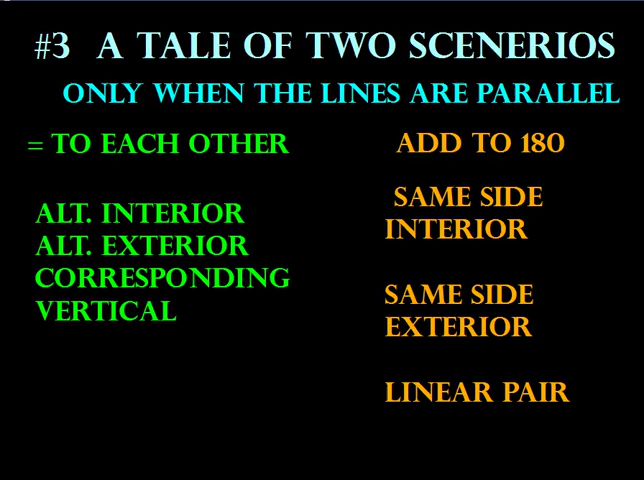 #3 A TALE OF TWO SCENERIOS
ONLY WHEN THE LINES ARE PARALLEL
= TO EACH OTHER
ALT. INTERIOR
ALT. EXTERIOR
CORRESPONDING
VERTICAL
ADD TO 180
SAME SIDE
INTERIOR
SAME SIDE
EXTERIOR
LINEAR PAIR